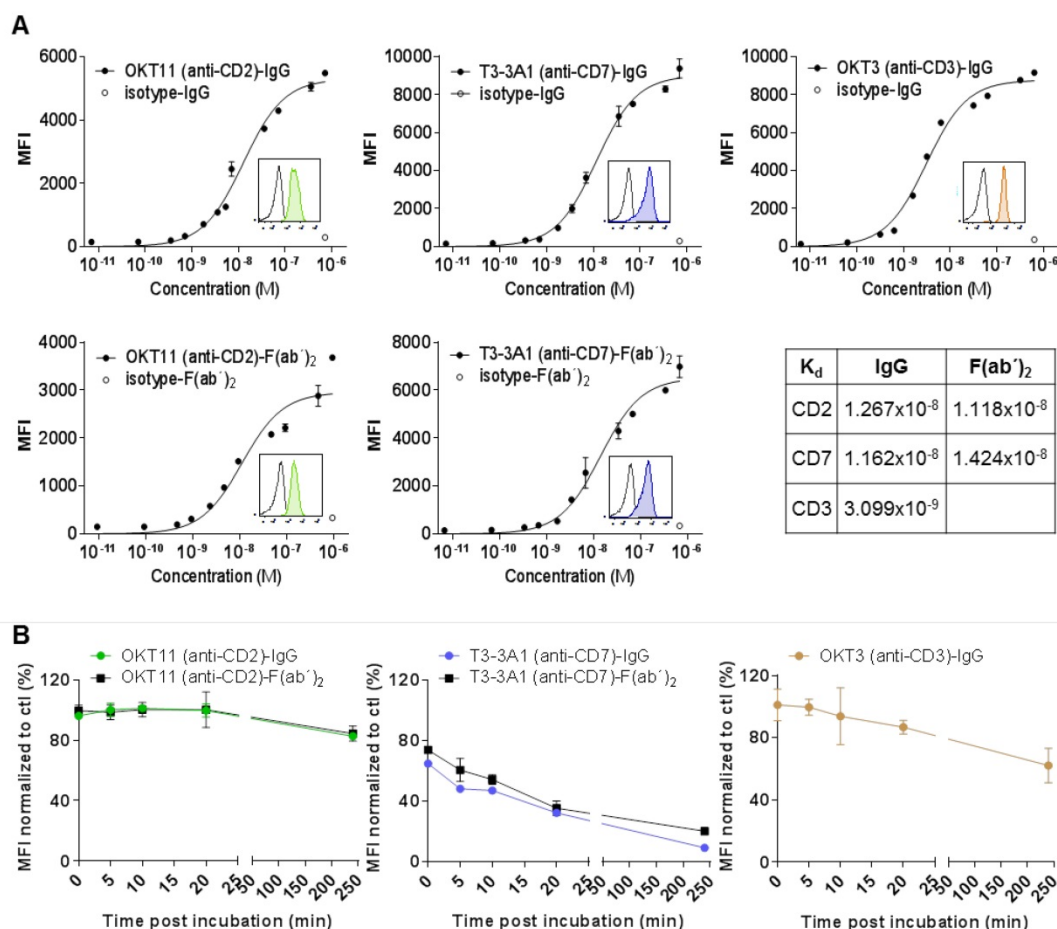 A
6000
4000
2000
0
MFI
OKT11 (anti-CD2)-IgG
isotype-IgG
10-11 10-10 10-9 10-8 10-7 10-6
Concentration (M)
10000
8000
6000
4000
2000
0
MFI
T3-3A1 (anti-CD7)-IgG
isotype-IgG
10-11 10-10 10-9 10-8 10-7 10-6
Concentration (M)
10000
8000
6000
4000
2000
0
MFI
OKT3 (anti-CD3)-IgG
isotype-IgG
10-11 10-10 10-9 10-8 10-7 10-6
Concentration (M)
4000
3000
2000
1000
0
MFI
OKT11 (anti-CD2)-F(ab´)2
isotype-F(ab´)2
10-11 10-10 10-9 10-8 10-7 10-6
Concentration (M)
8000
6000
4000
2000
0
MFI
T3-3A1 (anti-CD7)-F(ab´)2
isotype-F(ab´)2
10-11 10-10 10-9 10-8 10-7 10-6
Concentration (M)
Kd IgG F(ab´)2
CD2 1.267x10-8 1.118x10-8
CD7 1.162x10-8 1.424x10-8
CD3 3.099x10-9
B
OKT11 (anti-CD2)-IgG
OKT11 (anti-CD2)-F(ab´)2
120
80
40
0
MFI normalized to ctl (%)
0 5 10 15 20 25 50 100 150 200 250
Time post incubation (min)
T3-3A1 (anti-CD7)-IgG
T3-3A1 (anti-CD7)-F(ab´)2
120
80
40
0
MFI normalized to ctl (%)
0 5 10 15 20 25 50 100 150 200 250
Time post incubation (min)
OKT3 (anti-CD3)-IgG
120
80
40
0
MFI normalized to ctl (%)
0 5 10 15 20 25 50 100 150 200 250
Time post incubation (min)